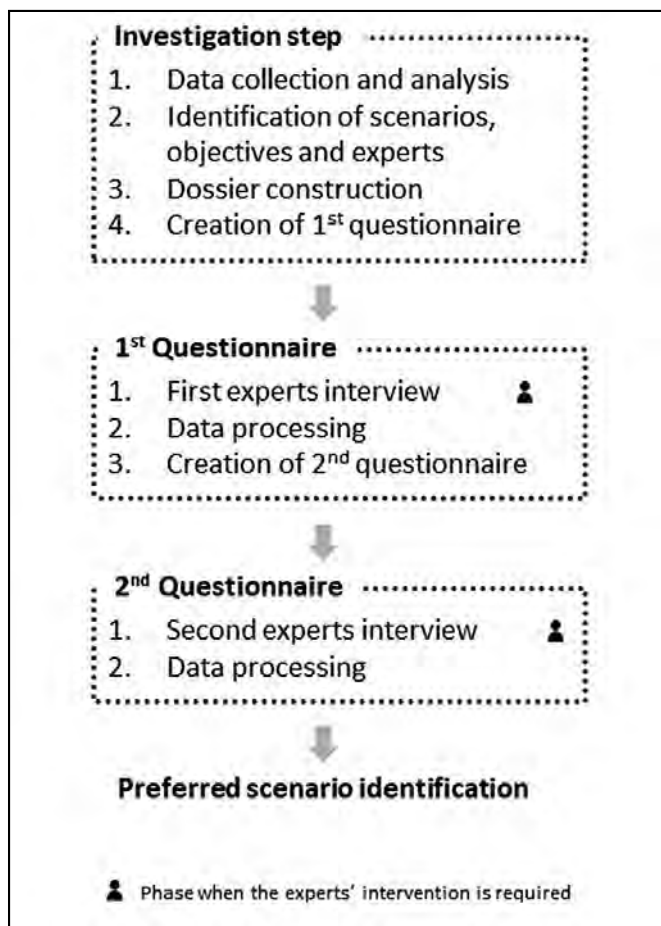 Investigation step
1. Data collection and analysis
2. Identification of scenarios,
objectives and experts
3. Dossier construction
4. Creation of 1st questionnaire
1st Questionnaire
1. First experts interview
2. Data processing
3. Creation of 2nd questionnaire
2nd Questionnaire
1. Second experts interview
2. Data processing
Preferred scenario identification
Phase when the experts' intervention is required